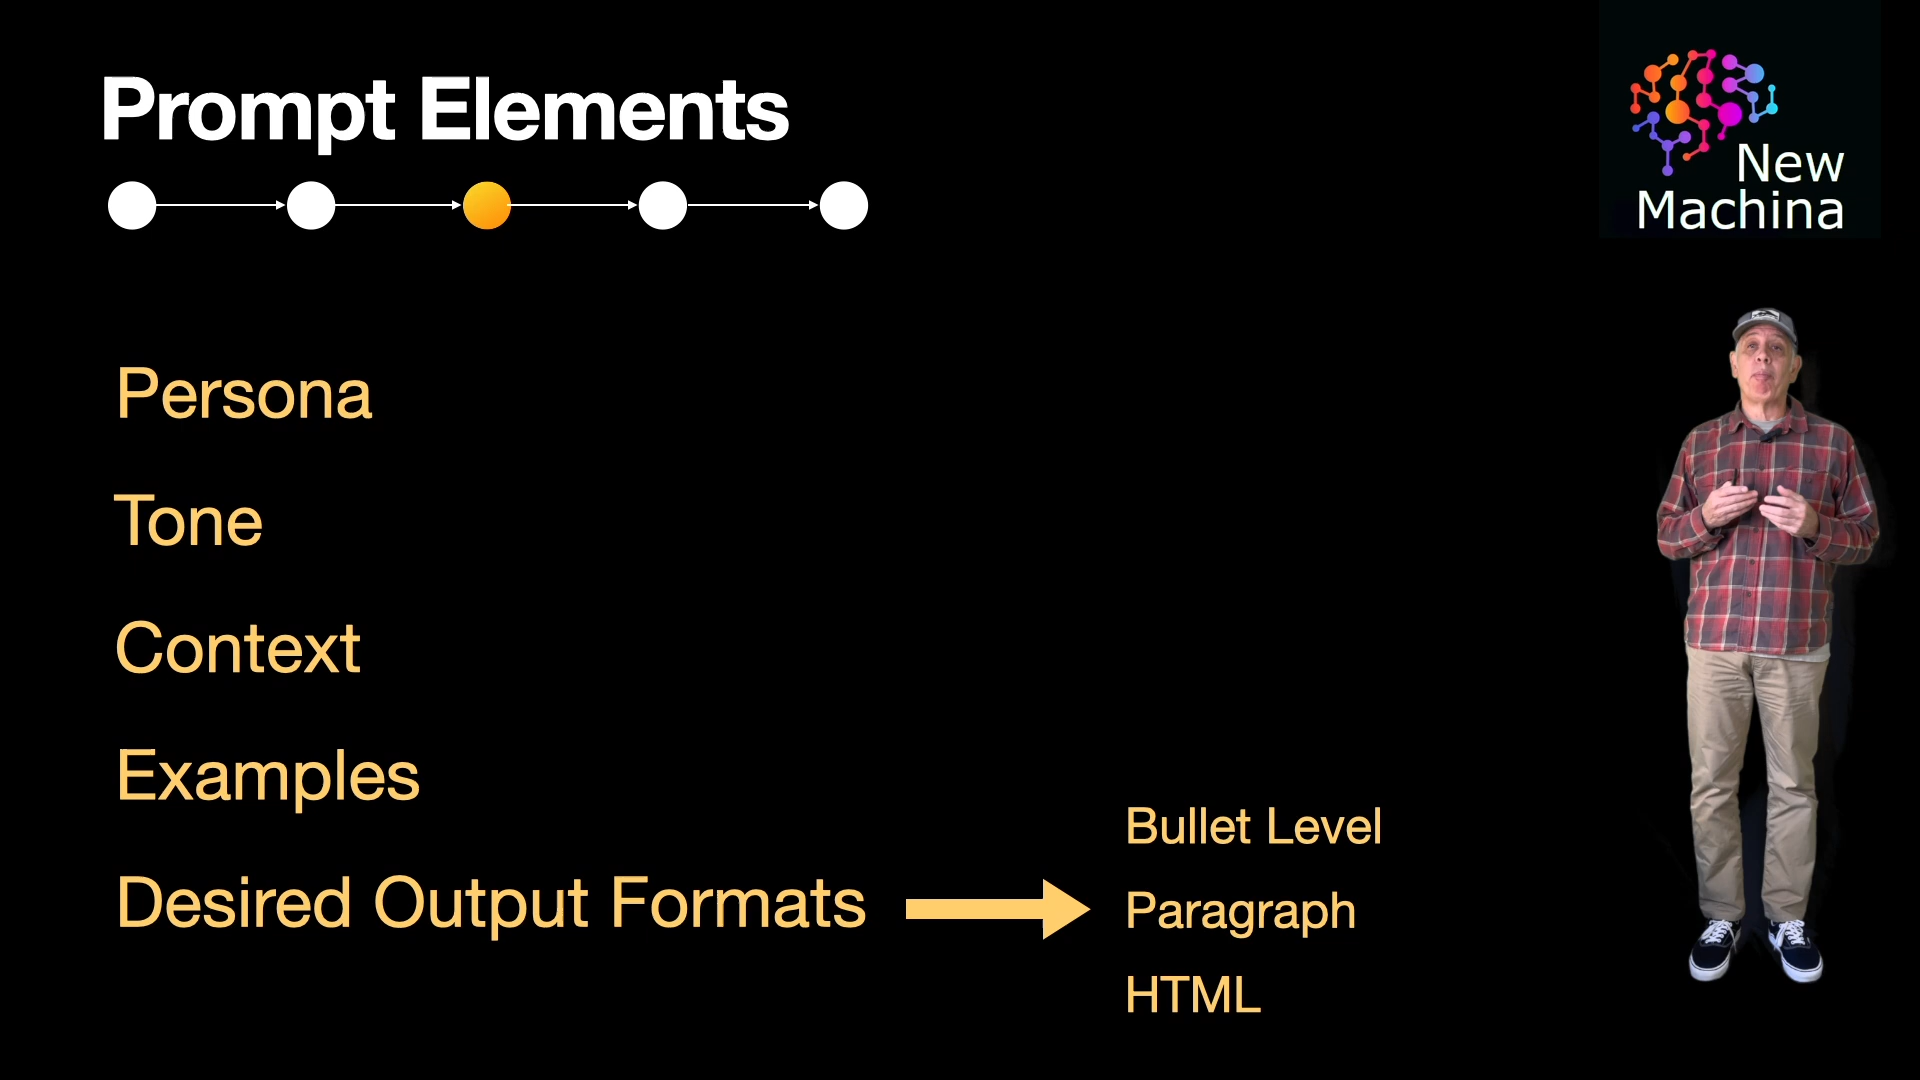 Prompt Elements
New
Machina
Persona
Tone
Context
Examples
Desired Output Formats
Bullet Level
Paragraph
HTML